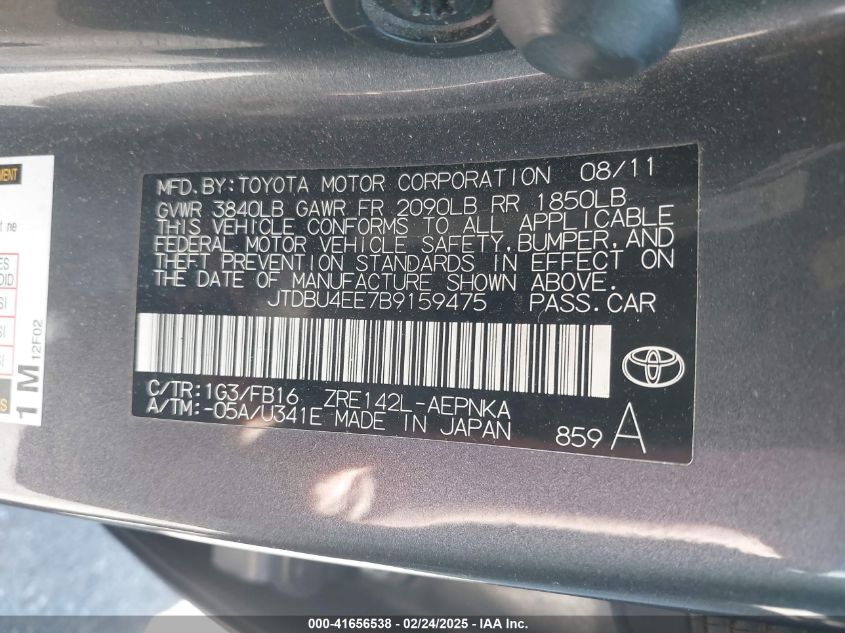 MFD.BY:TOYOTA MOTOR CORPORATION 08/11
GVWR 3840LB GAWR FR 2090LB RR 1850LB
THIS VEHICLE CONFORMS TO ALL APPLICABLE
FEDERAL MOTOR VEHICLE SAFETY,BUMPER,AND
THEFT PREVENTION STANDARDS IN EFFECT ON
THE DATE OF MANUFACTURE SHOWN ABOVE.
JTDBU4EE7B9159475 PASS.CAR
C/TR:1G3/FB16 ZRE142L-AEPNKA
A/TM:-05A/U341E MADE IN JAPAN
859 A
1M
12F02
000-41656538 - 02/24/2025 - IAAI.com